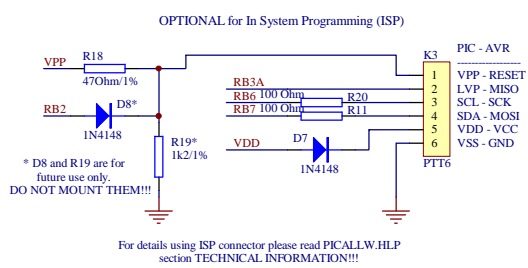 OPTIONAL for In System Programming (ISP)
R18
VPP
47Ohm/1%
K3
PIC - AVR
--------------------
1 VPP - RESET
RB3A
2 LVP - MISO
RB2
D8*
RB6 100 Ohm R20
3 SCL - SCK
RB7 100 Ohm R11
4 SDA - MOSI
1N4148
R19*
1k2/1%
VDD
D7
5 VDD - VCC
6 VSS - GND
1N4148
PTT6
* D8 and R19 are for
future use only.
DO NOT MOUNT THEM!!!
For details using ISP connector please read PICALLW.HLP
section TECHNICAL INFORMATION!!!